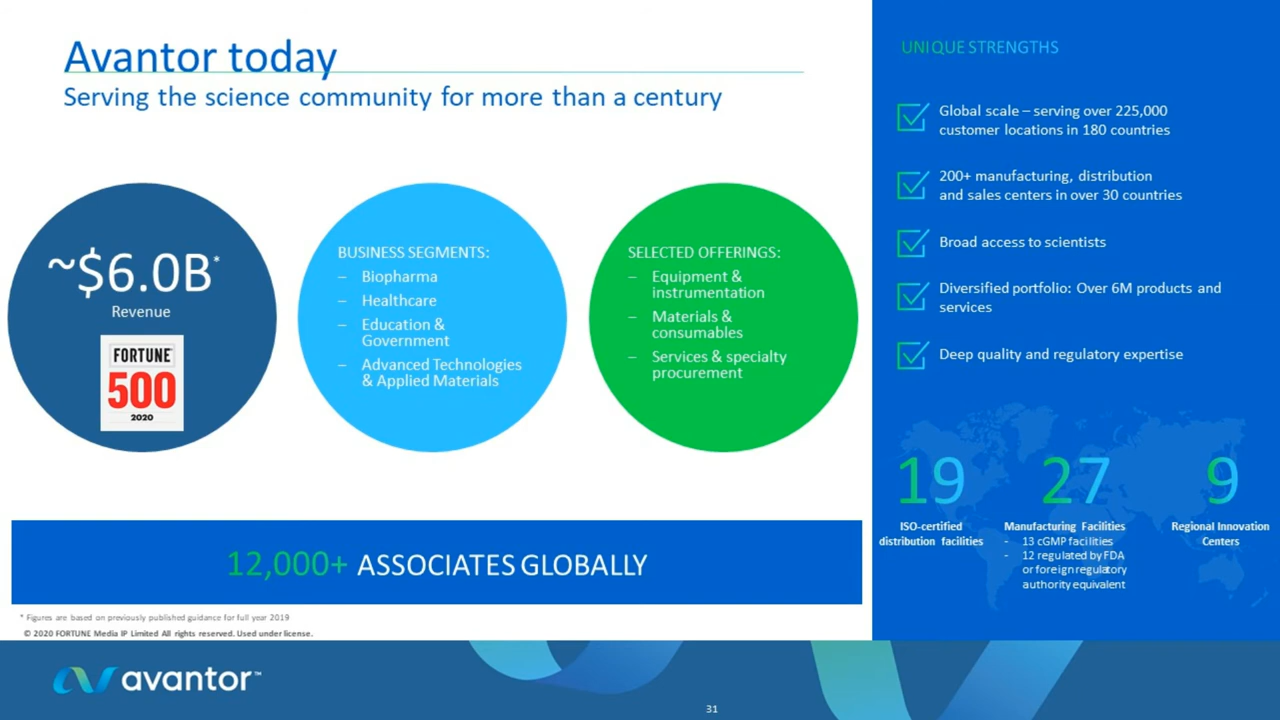 Avantor today
Serving the science community for more than a century
~$6.0B*
Revenue
FORTUNE
500
2020
BUSINESS SEGMENTS:
– Biopharma
– Healthcare
– Education &
Government
– Advanced Technologies
& Applied Materials
SELECTED OFFERINGS:
– Equipment &
instrumentation
– Materials &
consumables
– Services & specialty
procurement
12,000+ ASSOCIATES GLOBALLY
* Figures are based on previously published guidance for full year 2019
© 2020 FORTUNE Media IP Limited All rights reserved. Used under license.
UNIQUE STRENGTHS
Global scale – serving over 225,000
customer locations in 180 countries
200+ manufacturing, distribution
and sales centers in over 30 countries
Broad access to scientists
Diversified portfolio: Over 6M products and
services
Deep quality and regulatory expertise
19
ISO-certified
distribution facilities
27
Manufacturing Facilities
- 13 cGMP facilities
- 12 regulated by FDA
or foreign regulatory
authority equivalent
9
Regional Innovation
Centers
avantor™
31